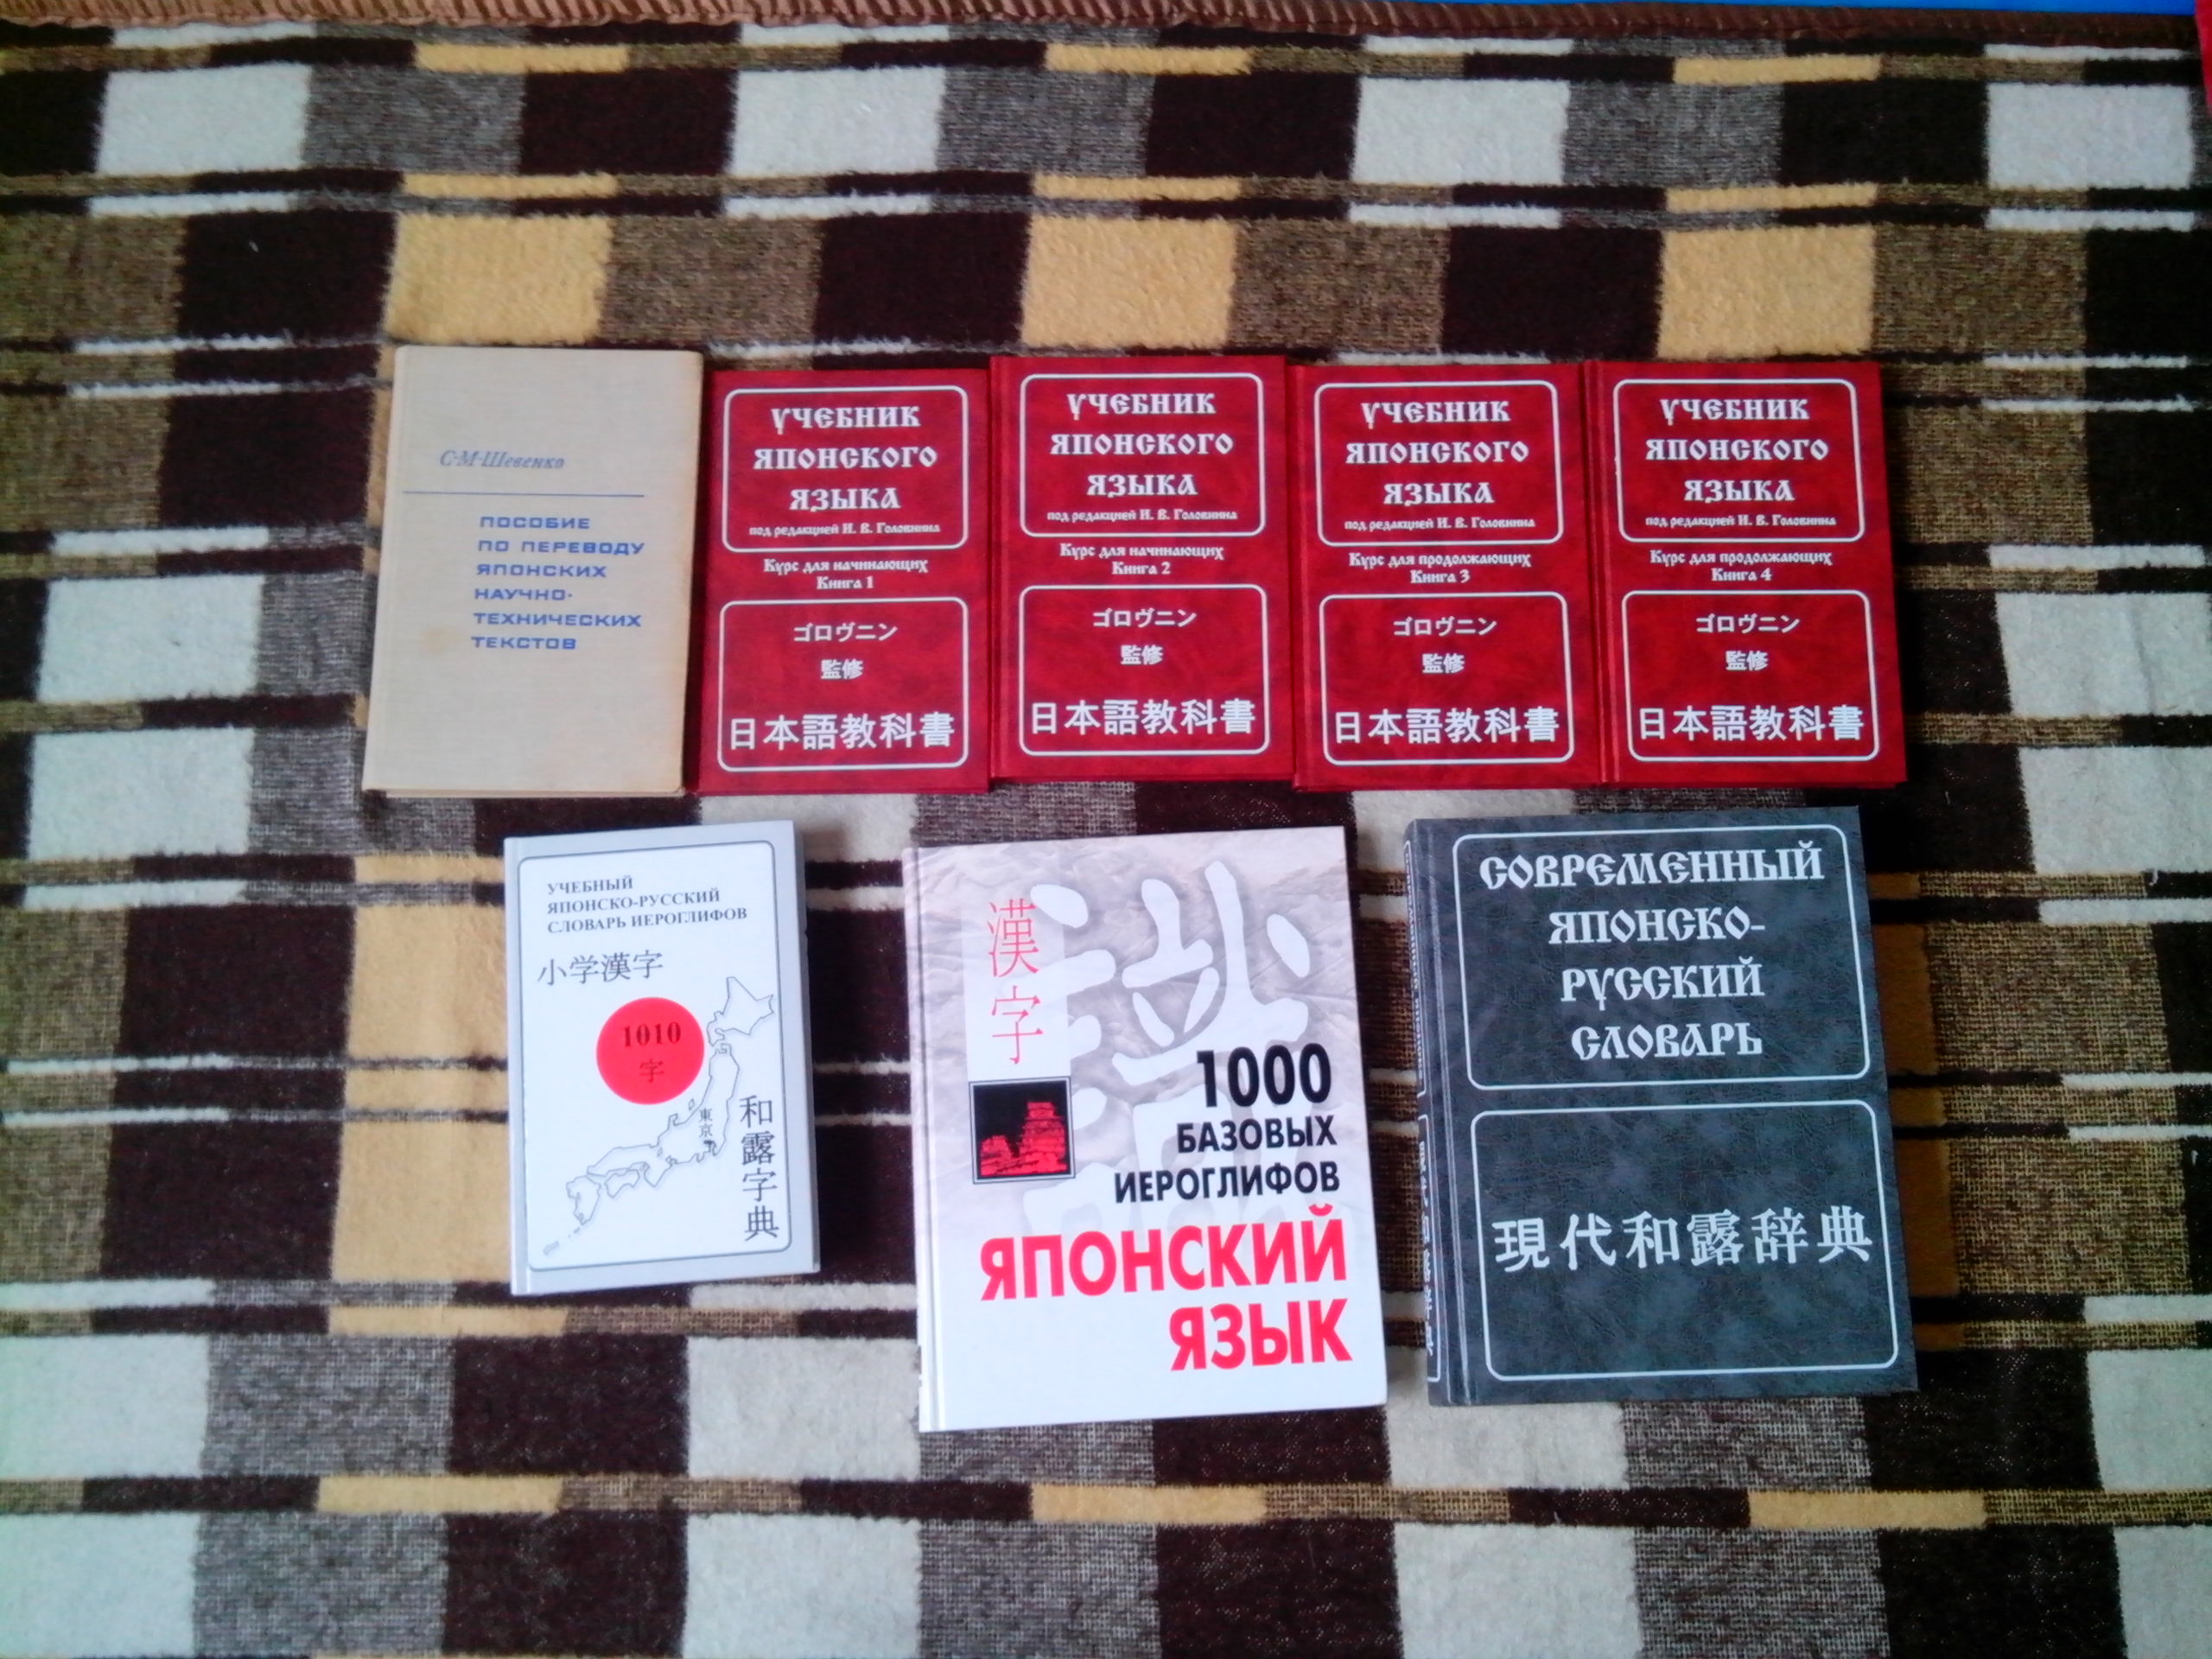 С·М·Шевенко
ПОСОБИЕ
ПО ПЕРЕВОДУ
ЯПОНСКИХ
НАУЧНО-
ТЕХНИЧЕСКИХ
ТЕКСТОВ
УЧЕБНИК
ЯПОНСКОГО
ЯЗЫКА
под редакцией И. В. Головнина
Курс для начинающих
Книга 1
ゴロヴニン
監修
日本語教科書
УЧЕБНИК
ЯПОНСКОГО
ЯЗЫКА
под редакцией И. В. Головнина
Курс для начинающих
Книга 2
ゴロヴニン
監修
日本語教科書
УЧЕБНИК
ЯПОНСКОГО
ЯЗЫКА
под редакцией И. В. Головнина
Курс для продолжающих
Книга 3
ゴロヴニン
監修
日本語教科書
УЧЕБНИК
ЯПОНСКОГО
ЯЗЫКА
под редакцией И. В. Головнина
Курс для продолжающих
Книга 4
ゴロヴニン
監修
日本語教科書
УЧЕБНЫЙ
ЯПОНСКО-РУССКИЙ
СЛОВАРЬ ИЕРОГЛИФОВ
小学漢字
1010
字
東京
和露字典
漢字
1000
БАЗОВЫХ
ИЕРОГЛИФОВ
ЯПОНСКИЙ
ЯЗЫК
СОВРЕМЕННЫЙ
ЯПОНСКО-
РУССКИЙ
СЛОВАРЬ
現代和露辞典